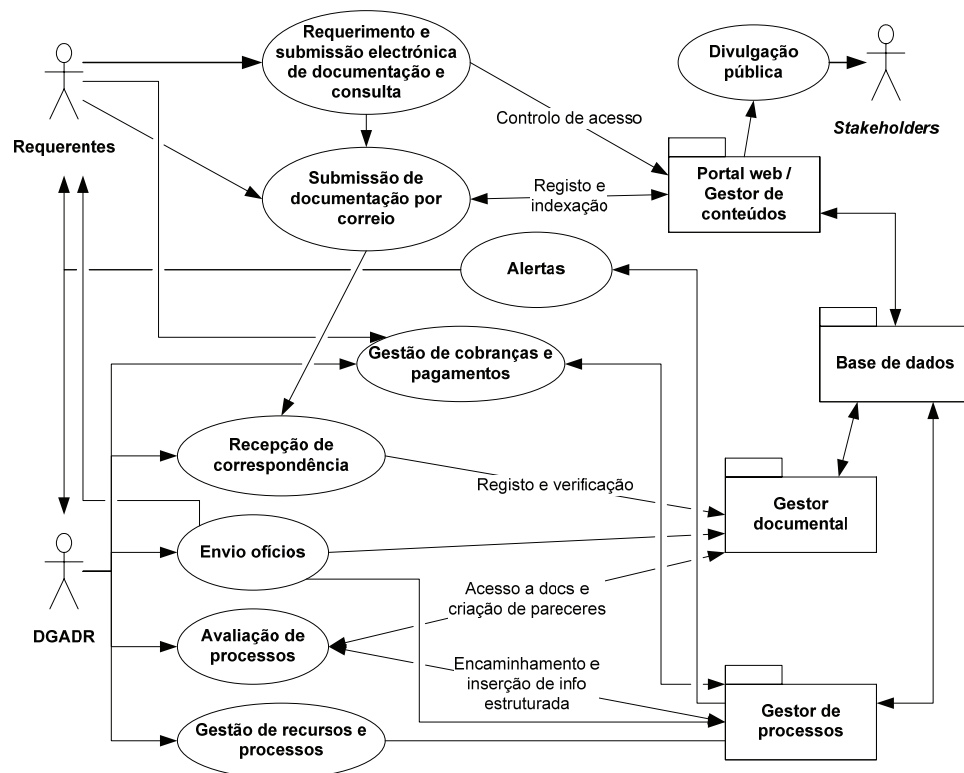 Requerimento e
submissão electrónica
de documentação e
consulta
Divulgação
pública
Requerentes
Stakeholders
Controlo de acesso
Submissão de
documentação por
correio
Registo e
indexação
Portal web /
Gestor de
conteúdos
Alertas
Gestão de cobranças e
pagamentos
Base de dados
Recepção de
correspondência
Registo e verificação
Gestor
documental
Envio ofícios
Acesso a docs e
criação de pareceres
DGADR
Avaliação de
processos
Encaminhamento e
inserção de info
estruturada
Gestão de recursos e
processos
Gestor de
processos